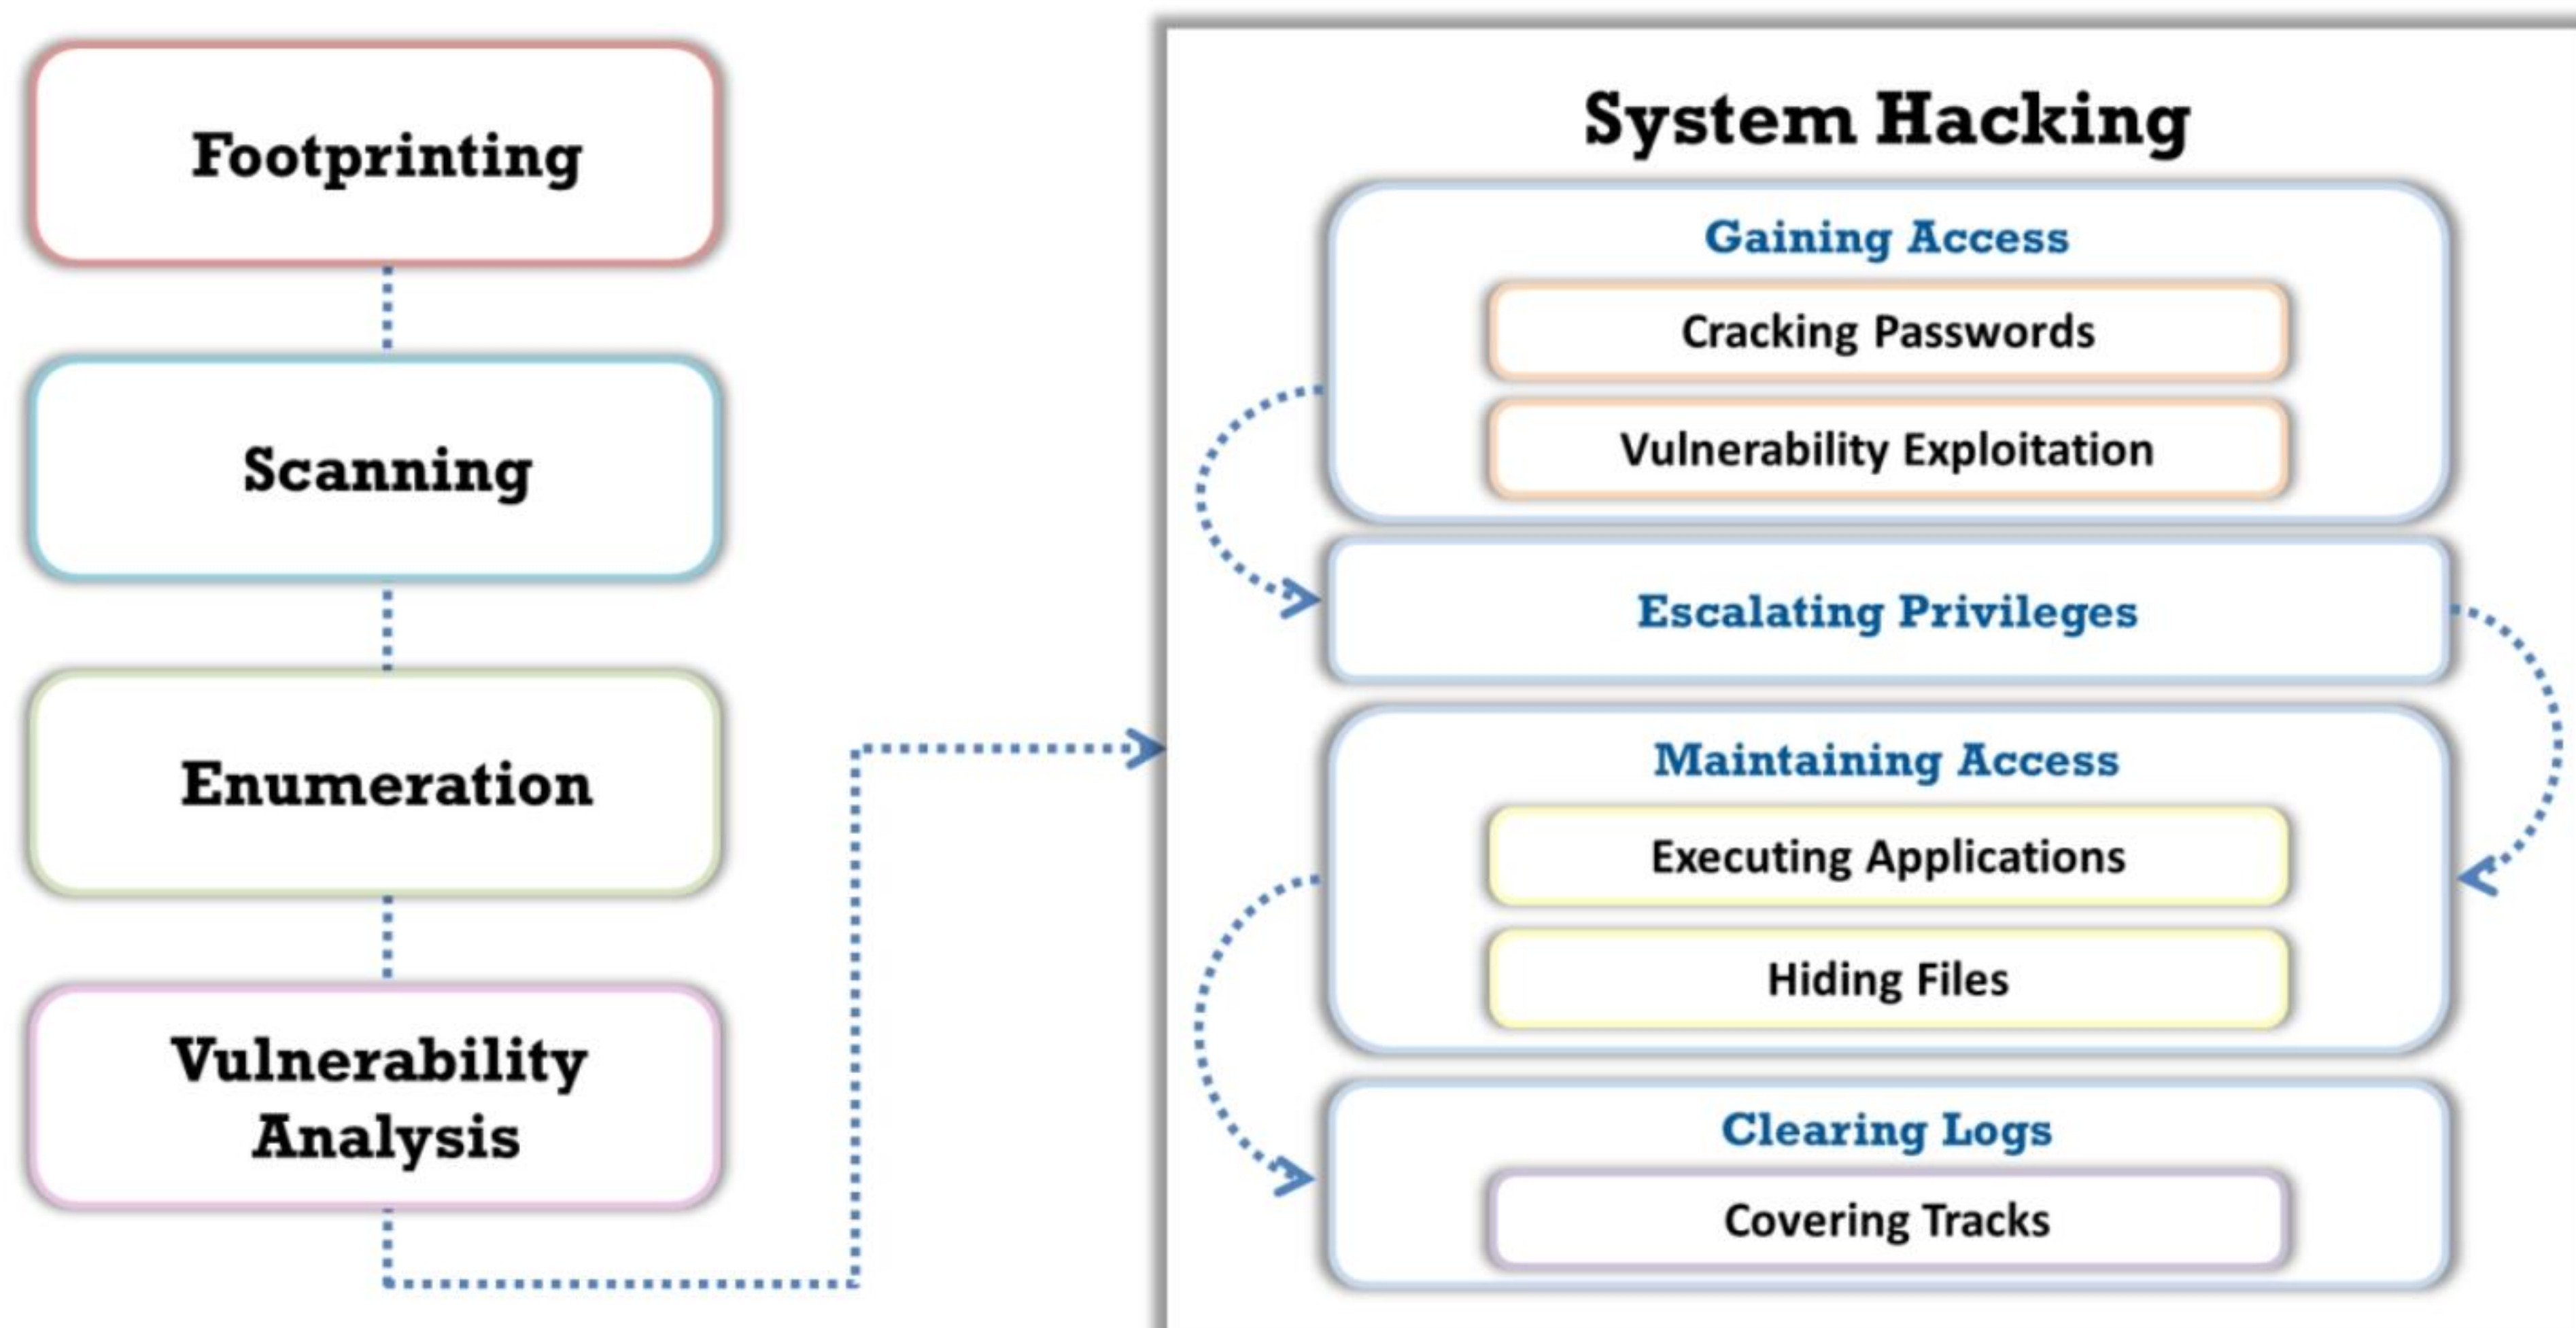 Footprinting
Scanning
Enumeration
Vulnerability
Analysis
System Hacking
Gaining Access
Cracking Passwords
Vulnerability Exploitation
Escalating Privileges
Maintaining Access
Executing Applications
Hiding Files
Clearing Logs
Covering Tracks